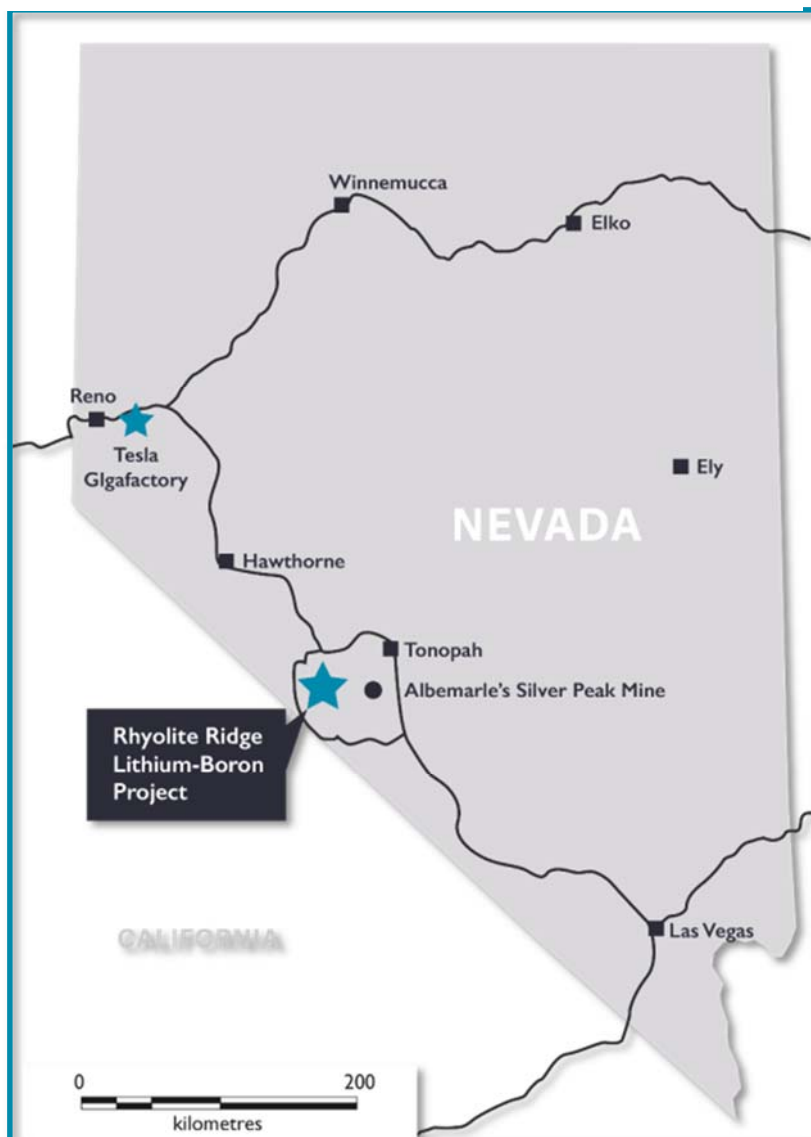 Winnemucca
Elko
Reno
Tesla
GIgafactory
Ely
NEVADA
Hawthorne
Tonopah
Albemarle's Silver Peak Mine
Rhyolite Ridge
Lithium-Boron
Project
CALIFORNIA
Las Vegas
0 200
kilometres